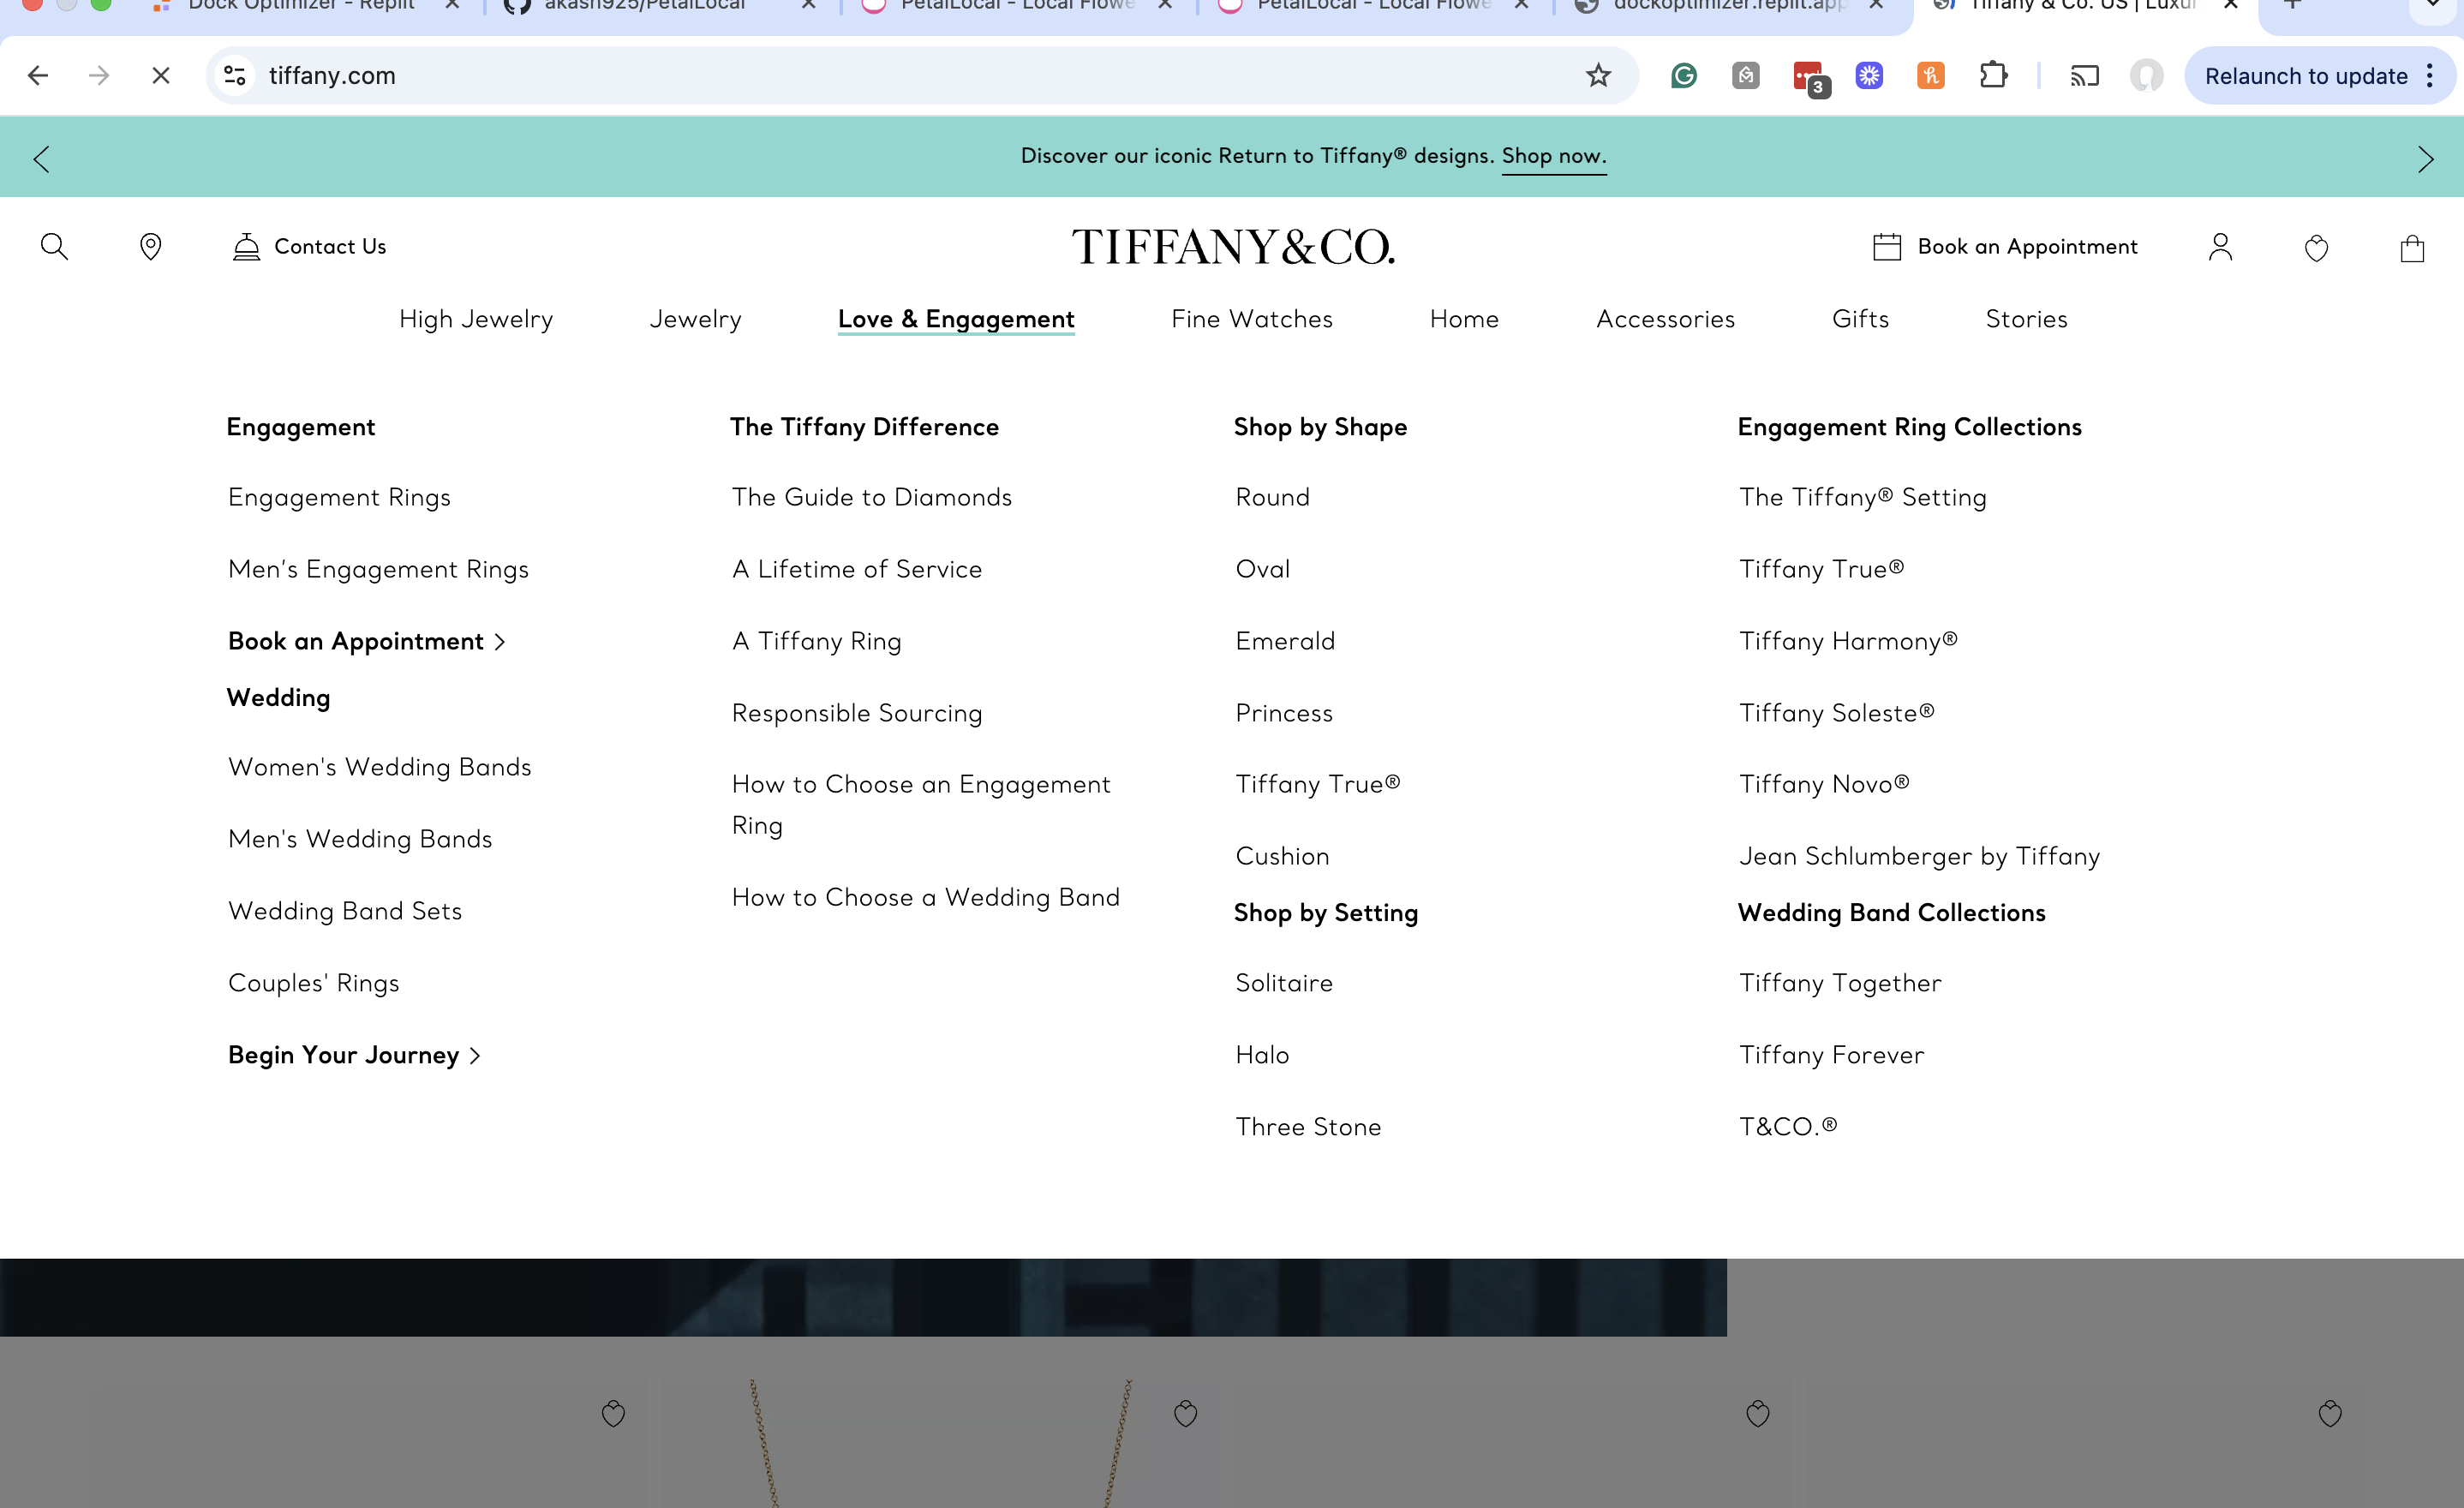 Dock Optimizer - Replit
akash925/PetalLocal
PetalLocal - Local Flowe
PetalLocal - Local Flowe
dockoptimizer.replit.app
Tiffany & Co. US | Luxur
tiffany.com
3
Relaunch to update
Discover our iconic Return to Tiffany® designs. Shop now.
Contact Us
TIFFANY&CO.
Book an Appointment
High Jewelry
Jewelry
Love & Engagement
Fine Watches
Home
Accessories
Gifts
Stories
Engagement
Engagement Rings
Men’s Engagement Rings
Book an Appointment
Wedding
Women's Wedding Bands
Men's Wedding Bands
Wedding Band Sets
Couples' Rings
Begin Your Journey
The Tiffany Difference
The Guide to Diamonds
A Lifetime of Service
A Tiffany Ring
Responsible Sourcing
How to Choose an Engagement
Ring
How to Choose a Wedding Band
Shop by Shape
Round
Oval
Emerald
Princess
Tiffany True®
Cushion
Shop by Setting
Solitaire
Halo
Three Stone
Engagement Ring Collections
The Tiffany® Setting
Tiffany True®
Tiffany Harmony®
Tiffany Soleste®
Tiffany Novo®
Jean Schlumberger by Tiffany
Wedding Band Collections
Tiffany Together
Tiffany Forever
T&CO.®